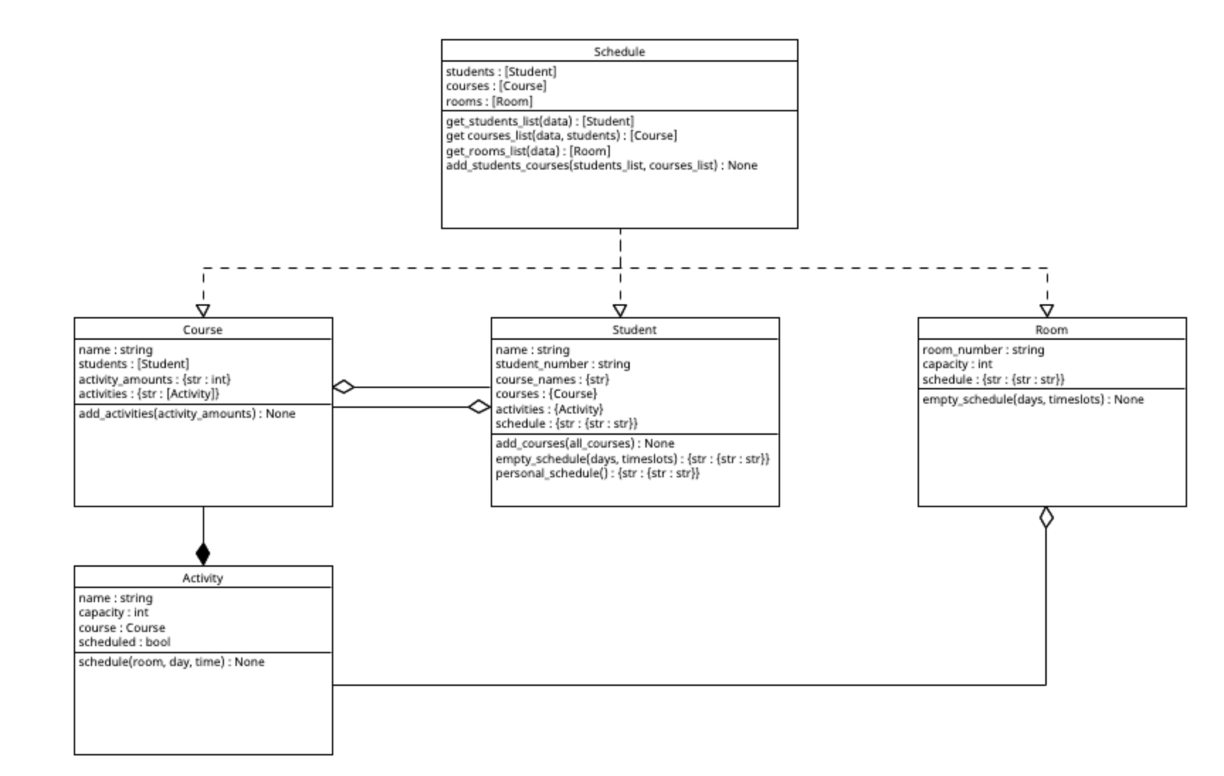 Schedule
students : [Student]
courses : [Course]
rooms : [Room]
get_students_list(data) : [Student]
get courses_list(data, students) : [Course]
get_rooms_list(data) : [Room]
add_students_courses(students_list, courses_list) : None
Course
name : string
students : [Student]
activity_amounts : {str : int}
activities : {str : [Activity]}
add_activities(activity_amounts) : None
Student
name : string
student_number : string
course_names : {str}
courses : {Course}
activities : {Activity}
schedule : {str : {str : str}}
add_courses(all_courses) : None
empty_schedule(days, timeslots) : {str : {str : str}}
personal_schedule() : {str : {str : str}}
Room
room_number : string
capacity : int
schedule : {str : {str : str}}
empty_schedule(days, timeslots) : None
Activity
name : string
capacity : int
course : Course
scheduled : bool
schedule(room, day, time) : None